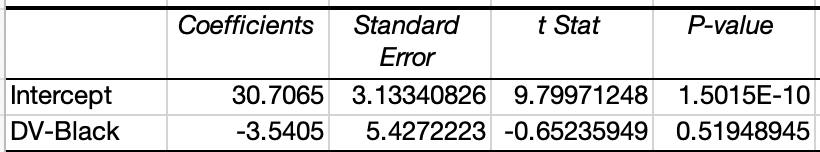 Coefficients Standard Error t Stat P-value
Intercept 30.7065 3.13340826 9.79971248 1.5015E-10
DV-Black -3.5405 5.4272223 -0.65235949 0.51948945